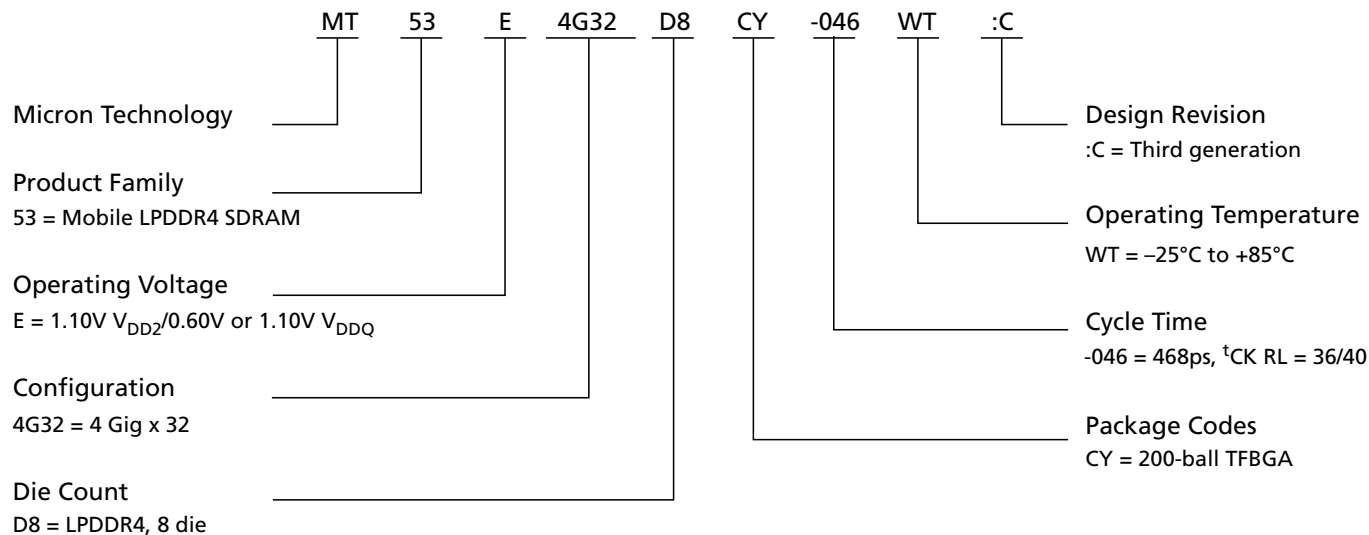 MT 53 E 4G32 D8 CY -046 WT :C
Micron Technology
Product Family
53 = Mobile LPDDR4 SDRAM
Operating Voltage
E = 1.10V VDD2/0.60V or 1.10V VDDQ
Configuration
4G32 = 4 Gig x 32
Die Count
D8 = LPDDR4, 8 die
Design Revision
:C = Third generation
Operating Temperature
WT = –25°C to +85°C
Cycle Time
-046 = 468ps, tCK RL = 36/40
Package Codes
CY = 200-ball TFBGA